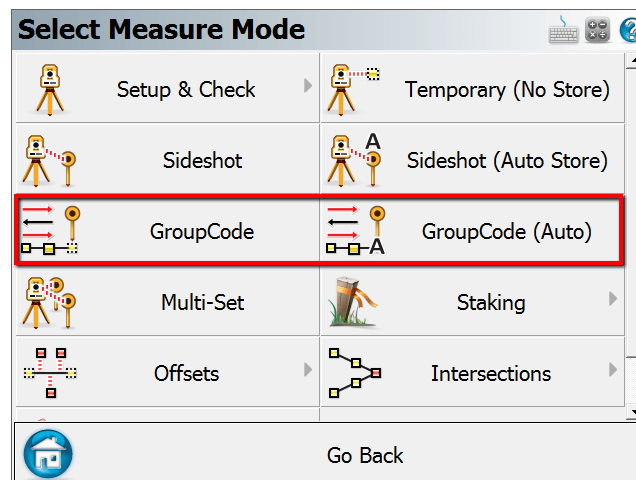 Select Measure Mode
Setup & Check
Temporary (No Store)
Sideshot
A
Sideshot (Auto Store)
GroupCode
A
GroupCode (Auto)
Multi-Set
Staking
Offsets
Intersections
Go Back